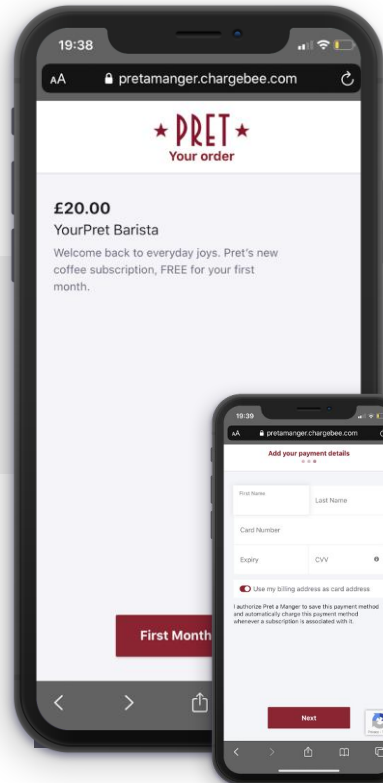 19:38
AA pretamanger.chargebee.com
PRET
Your order
£20.00
YourPret Barista
Welcome back to everyday joys. Pret's new
coffee subscription, FREE for your first
month.
First Month
19:39
AA pretamanger.chargebee.com
Add your payment details
First Name
Last Name
Card Number
Expiry
CVV
Use my billing address as card address
I authorize Pret a Manger to save this payment method
and automatically charge this payment method
whenever a subscription is associated with it.
Next